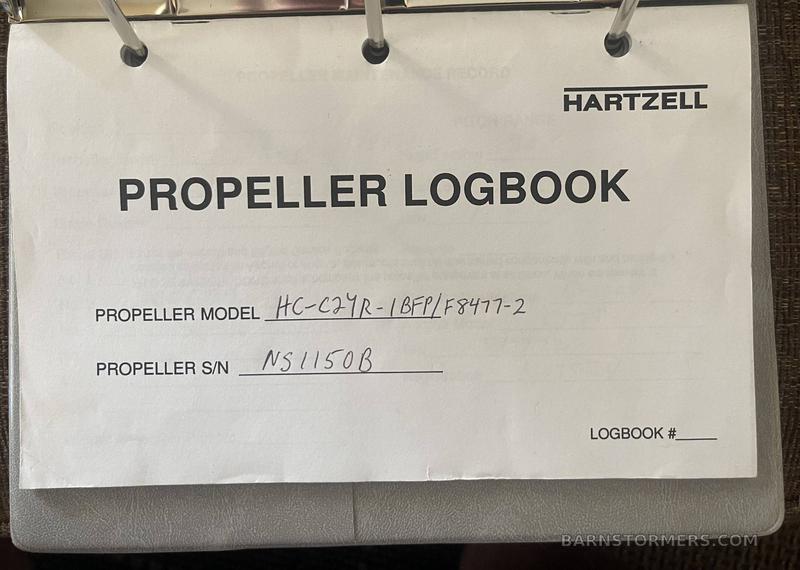 HARTZELL
PROPELLER LOGBOOK
PROPELLER MODEL HC-C2YR-1BFP/F8477-2
PROPELLER S/N NS1150B
LOGBOOK #
BARNSTORMERS.COM